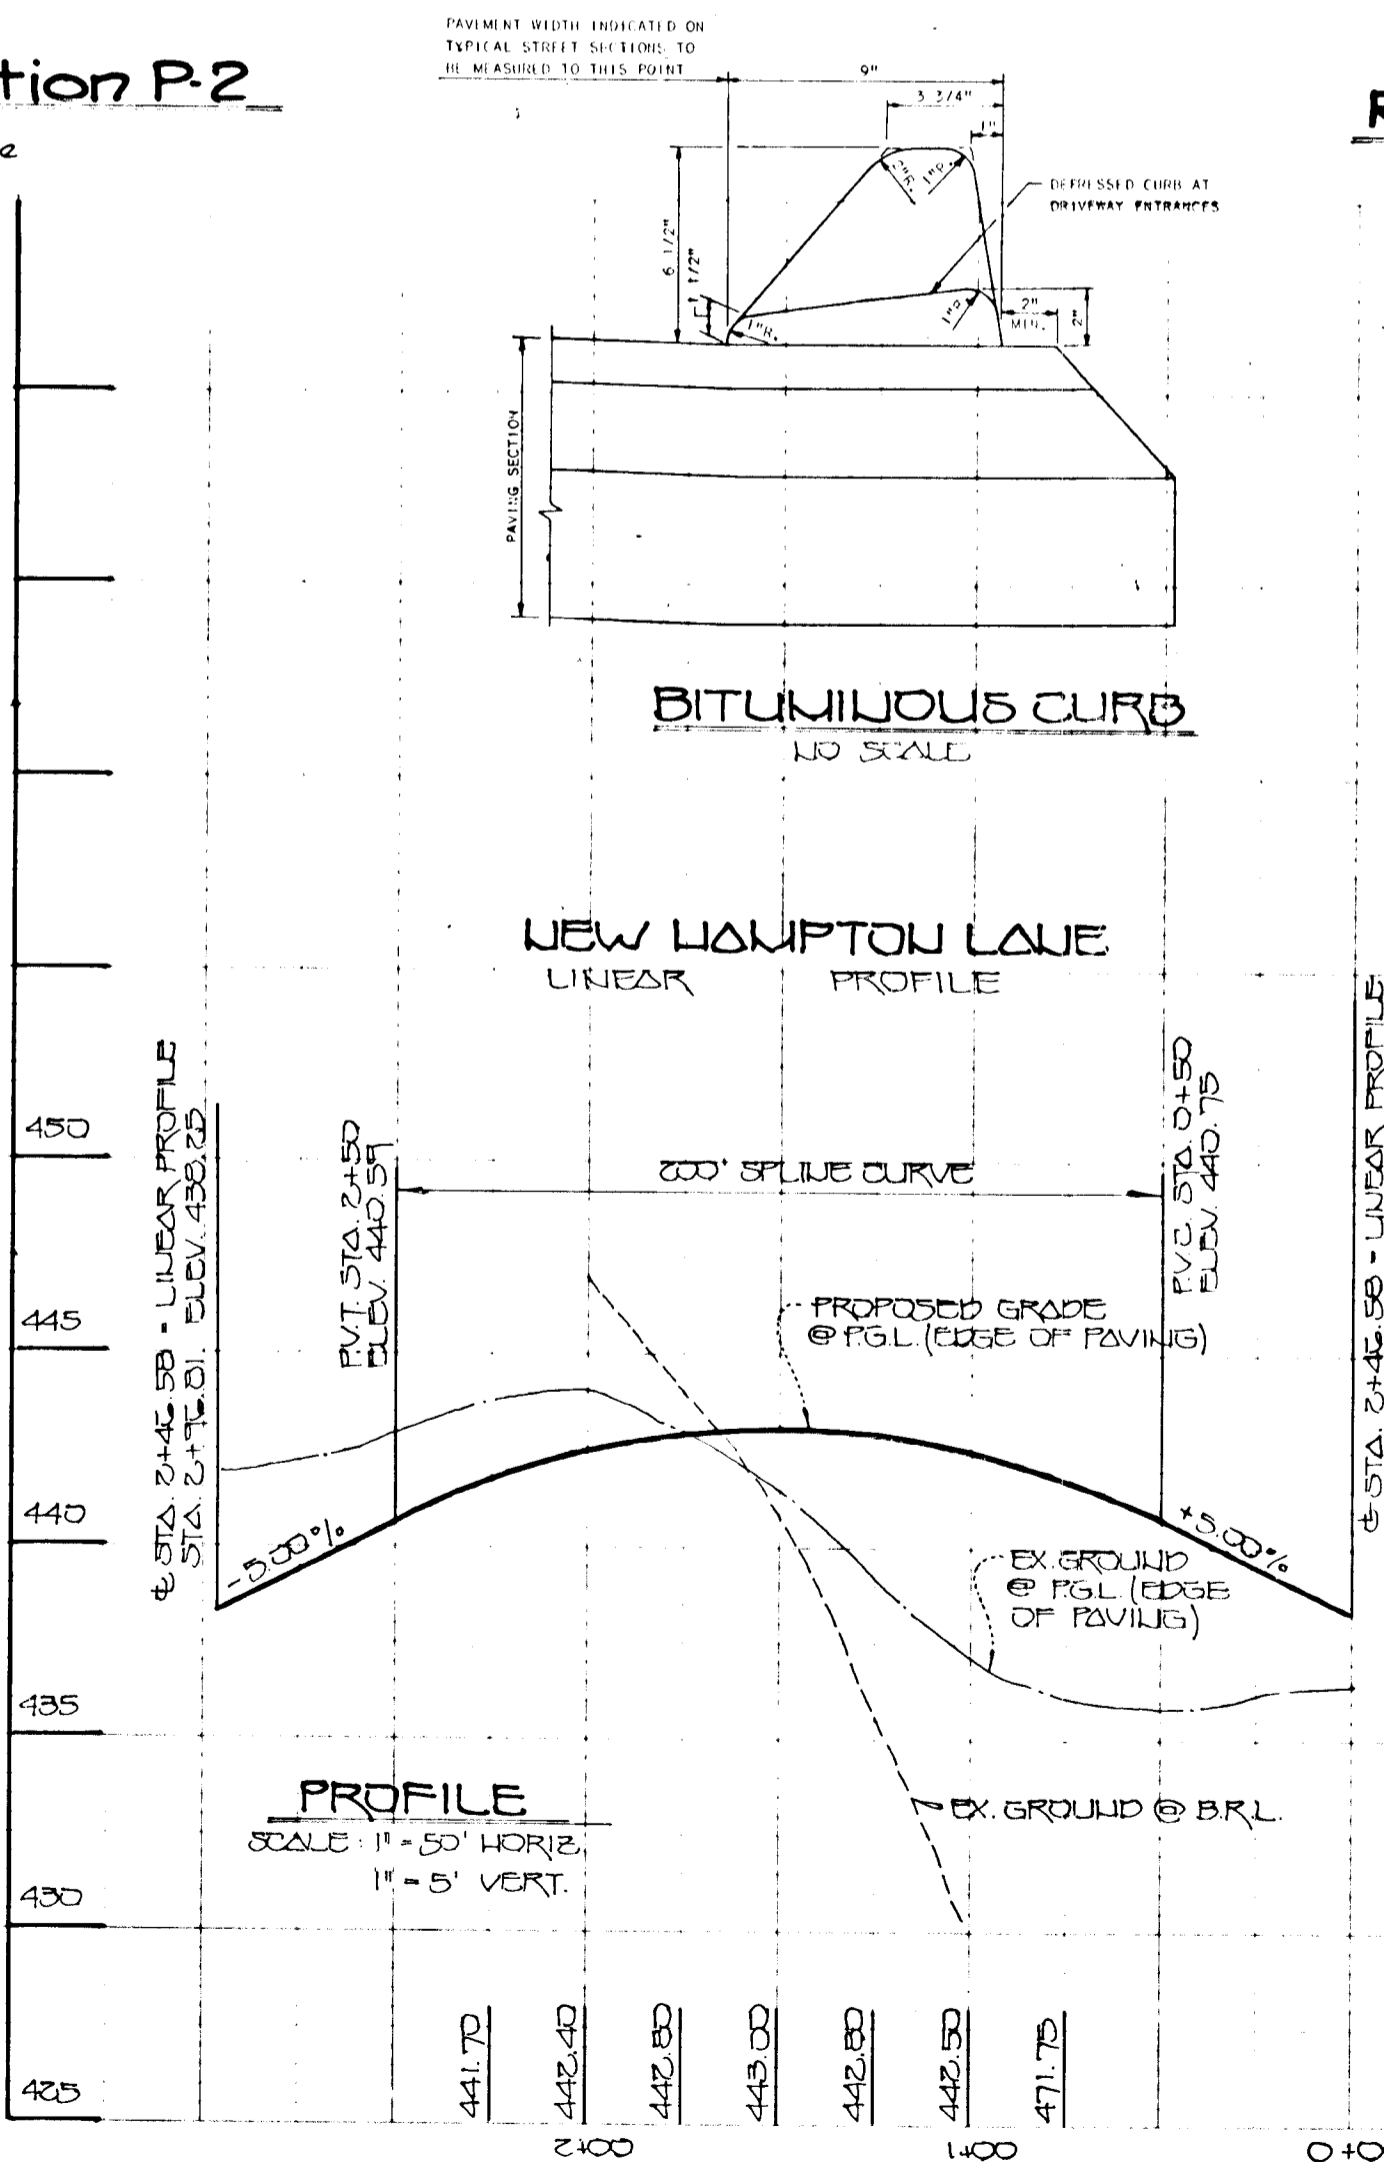 PAVEMENT WIDTH INDICATED ON
TYPICAL STREET SECTIONS TO
BE MEASURED TO THIS POINT
tion P-2
9"
3 3/4"
1"
2"R.
1"R.
DEPRESSED CURB AT
DRIVEWAY ENTRANCES
6 1/2"
1 1/2"
1"R.
1"R.
2"
MIN.
2"
PAVING SECTION
BITUMINOUS CURB
NO SCALE
NEW HAMPTON LANE
LINEAR PROFILE
450
445
440
435
430
425
℄ STA. 2+46.58 - LINEAR PROFILE
STA. 2+96.81. ELEV. 438.25
P.V.T. STA. 2+50
ELEV. 440.59
200' SPLINE CURVE
P.V.C. STA. 0+50
ELEV. 440.75
℄ STA. 2+46.58 - LINEAR PROFILE
PROPOSED GRADE
@ P.G.L. (EDGE OF PAVING)
-5.00%
+5.00%
EX. GROUND
@ P.G.L. (EDGE
OF PAVING)
EX. GROUND @ B.R.L.
PROFILE
SCALE: 1" = 50' HORIZ.
1" = 5' VERT.
441.70
442.40
442.80
443.00
442.80
442.50
471.75
2+00
1+00
0+0